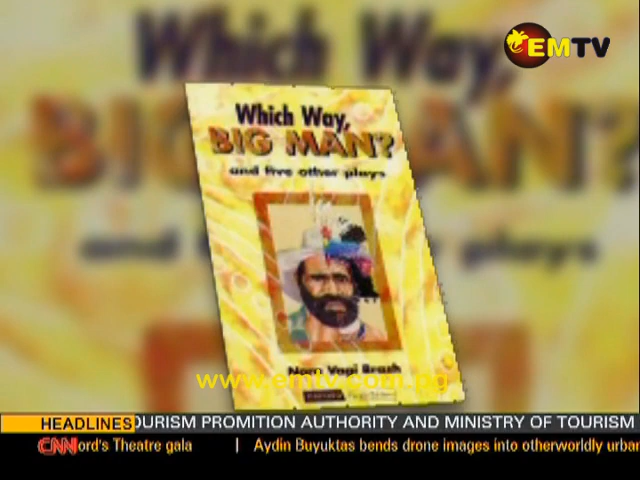 EMTV
Which Way,
BIG MAN?
and five other plays
Nora Vagi Brash
www.emtv.com.pg
HEADLINES
OURISM PROMITION AUTHORITY AND MINISTRY OF TOURISM
CNN ord's Theatre gala | Aydin Buyuktas bends drone images into otherworldly urban